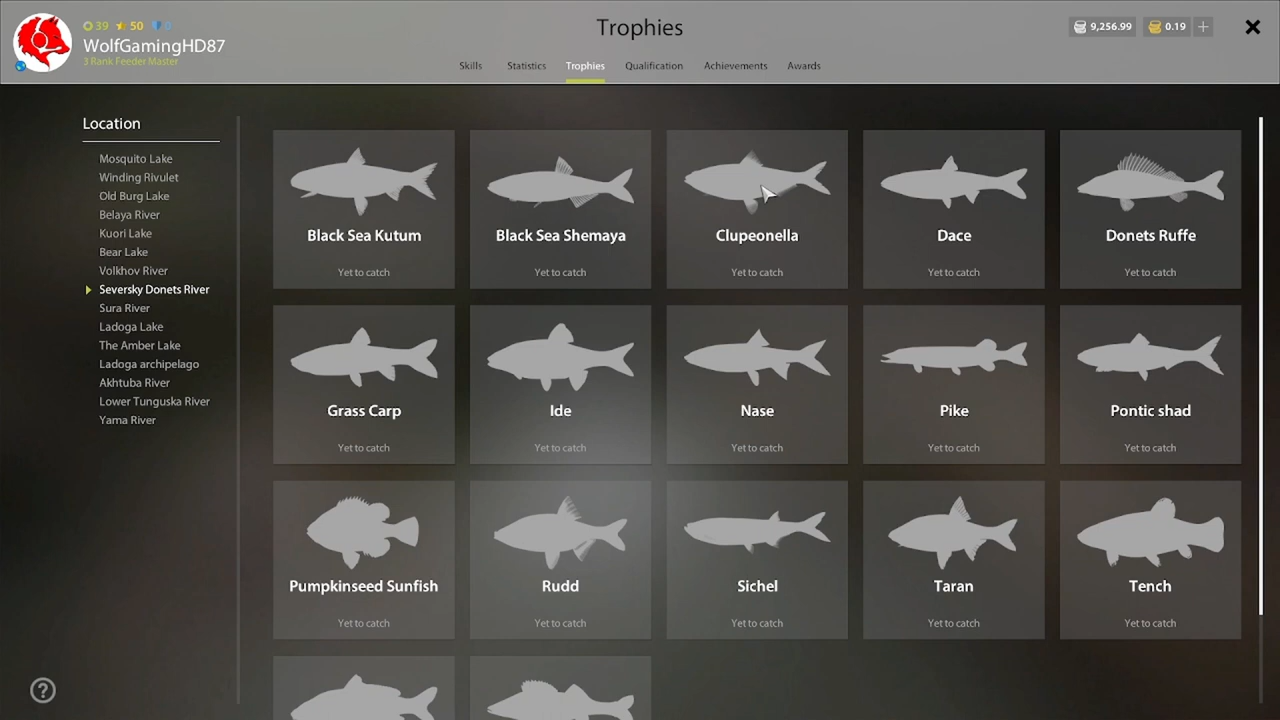 39 50 0
WolfGamingHD87
3 Rank Feeder Master
Trophies
9,256.99 0.19 +
Skills Statistics Trophies Qualification Achievements Awards
Location
Mosquito Lake
Winding Rivulet
Old Burg Lake
Belaya River
Kuori Lake
Bear Lake
Volkhov River
Seversky Donets River
Sura River
Ladoga Lake
The Amber Lake
Ladoga archipelago
Akhtuba River
Lower Tunguska River
Yama River
Black Sea Kutum Black Sea Shemaya Clupeonella Dace Donets Ruffe
Yet to catch Yet to catch Yet to catch Yet to catch Yet to catch
Grass Carp Ide Nase Pike Pontic shad
Yet to catch Yet to catch Yet to catch Yet to catch Yet to catch
Pumpkinseed Sunfish Rudd Sichel Taran Tench
Yet to catch Yet to catch Yet to catch Yet to catch Yet to catch
?